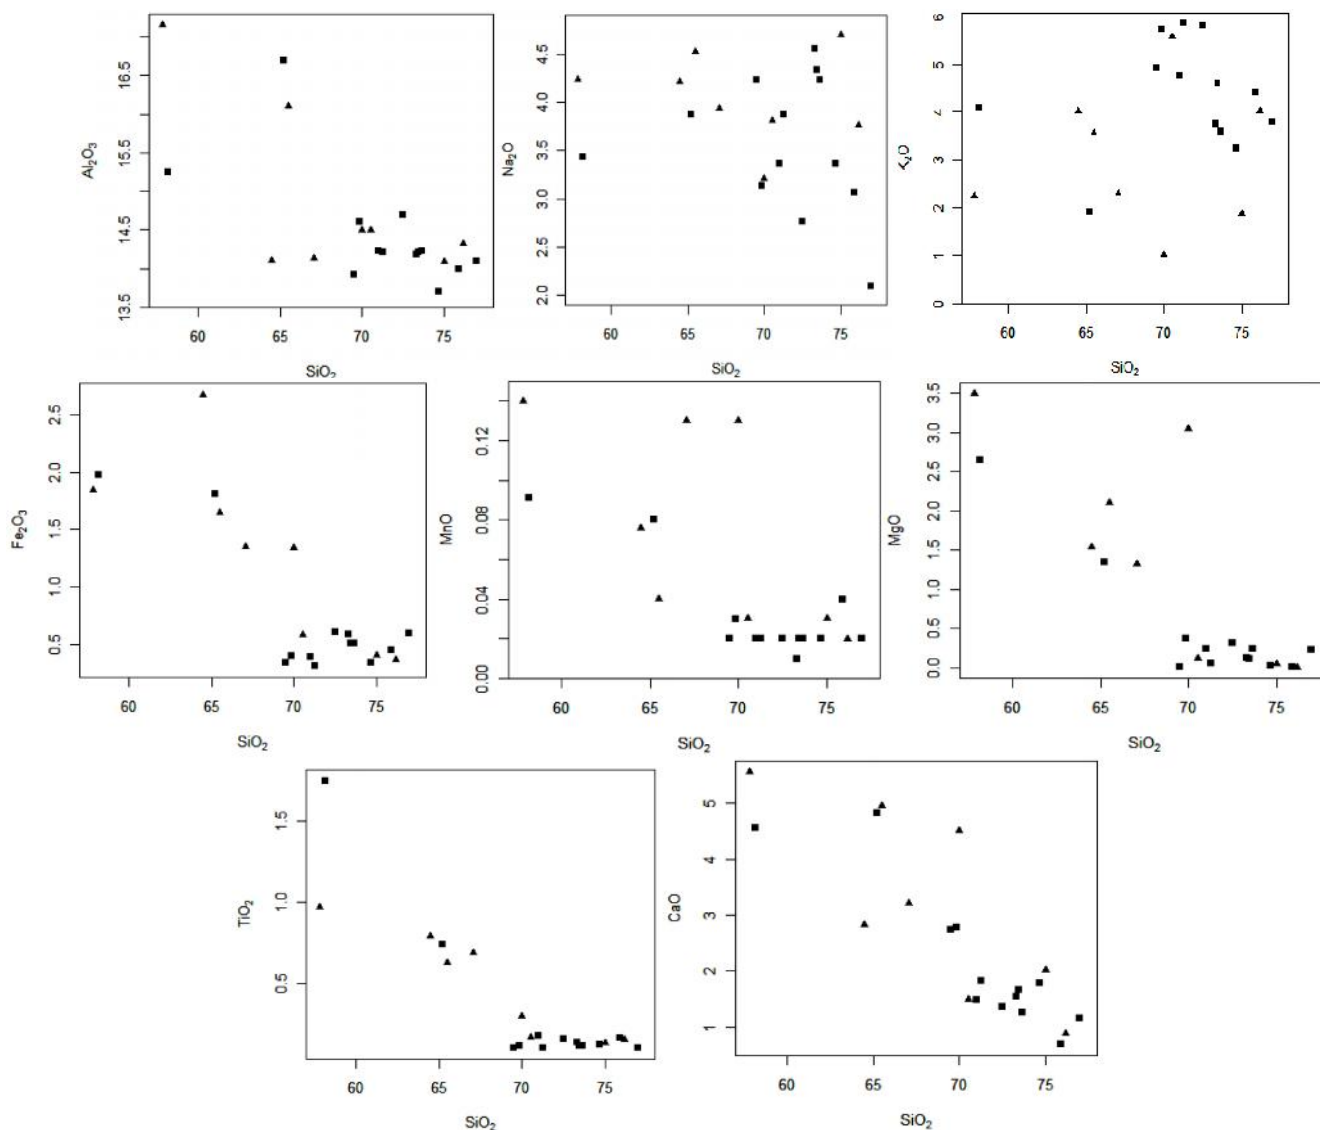 Al₂O₃
13.5 14.5 15.5 16.5
60 65 70 75
SiO₂
Na₂O
2.0 2.5 3.0 3.5 4.0 4.5
60 65 70 75
SiO₂
K₂O
0 1 2 3 4 5 6
60 65 70 75
SiO₂
Fe₂O₃
0.5 1.0 1.5 2.0 2.5
60 65 70 75
SiO₂
MnO
0.00 0.04 0.08 0.12
60 65 70 75
SiO₂
MgO
0.0 0.5 1.0 1.5 2.0 2.5 3.0 3.5
60 65 70 75
SiO₂
TiO₂
0.5 1.0 1.5
60 65 70 75
SiO₂
CaO
1 2 3 4 5
60 65 70 75
SiO₂